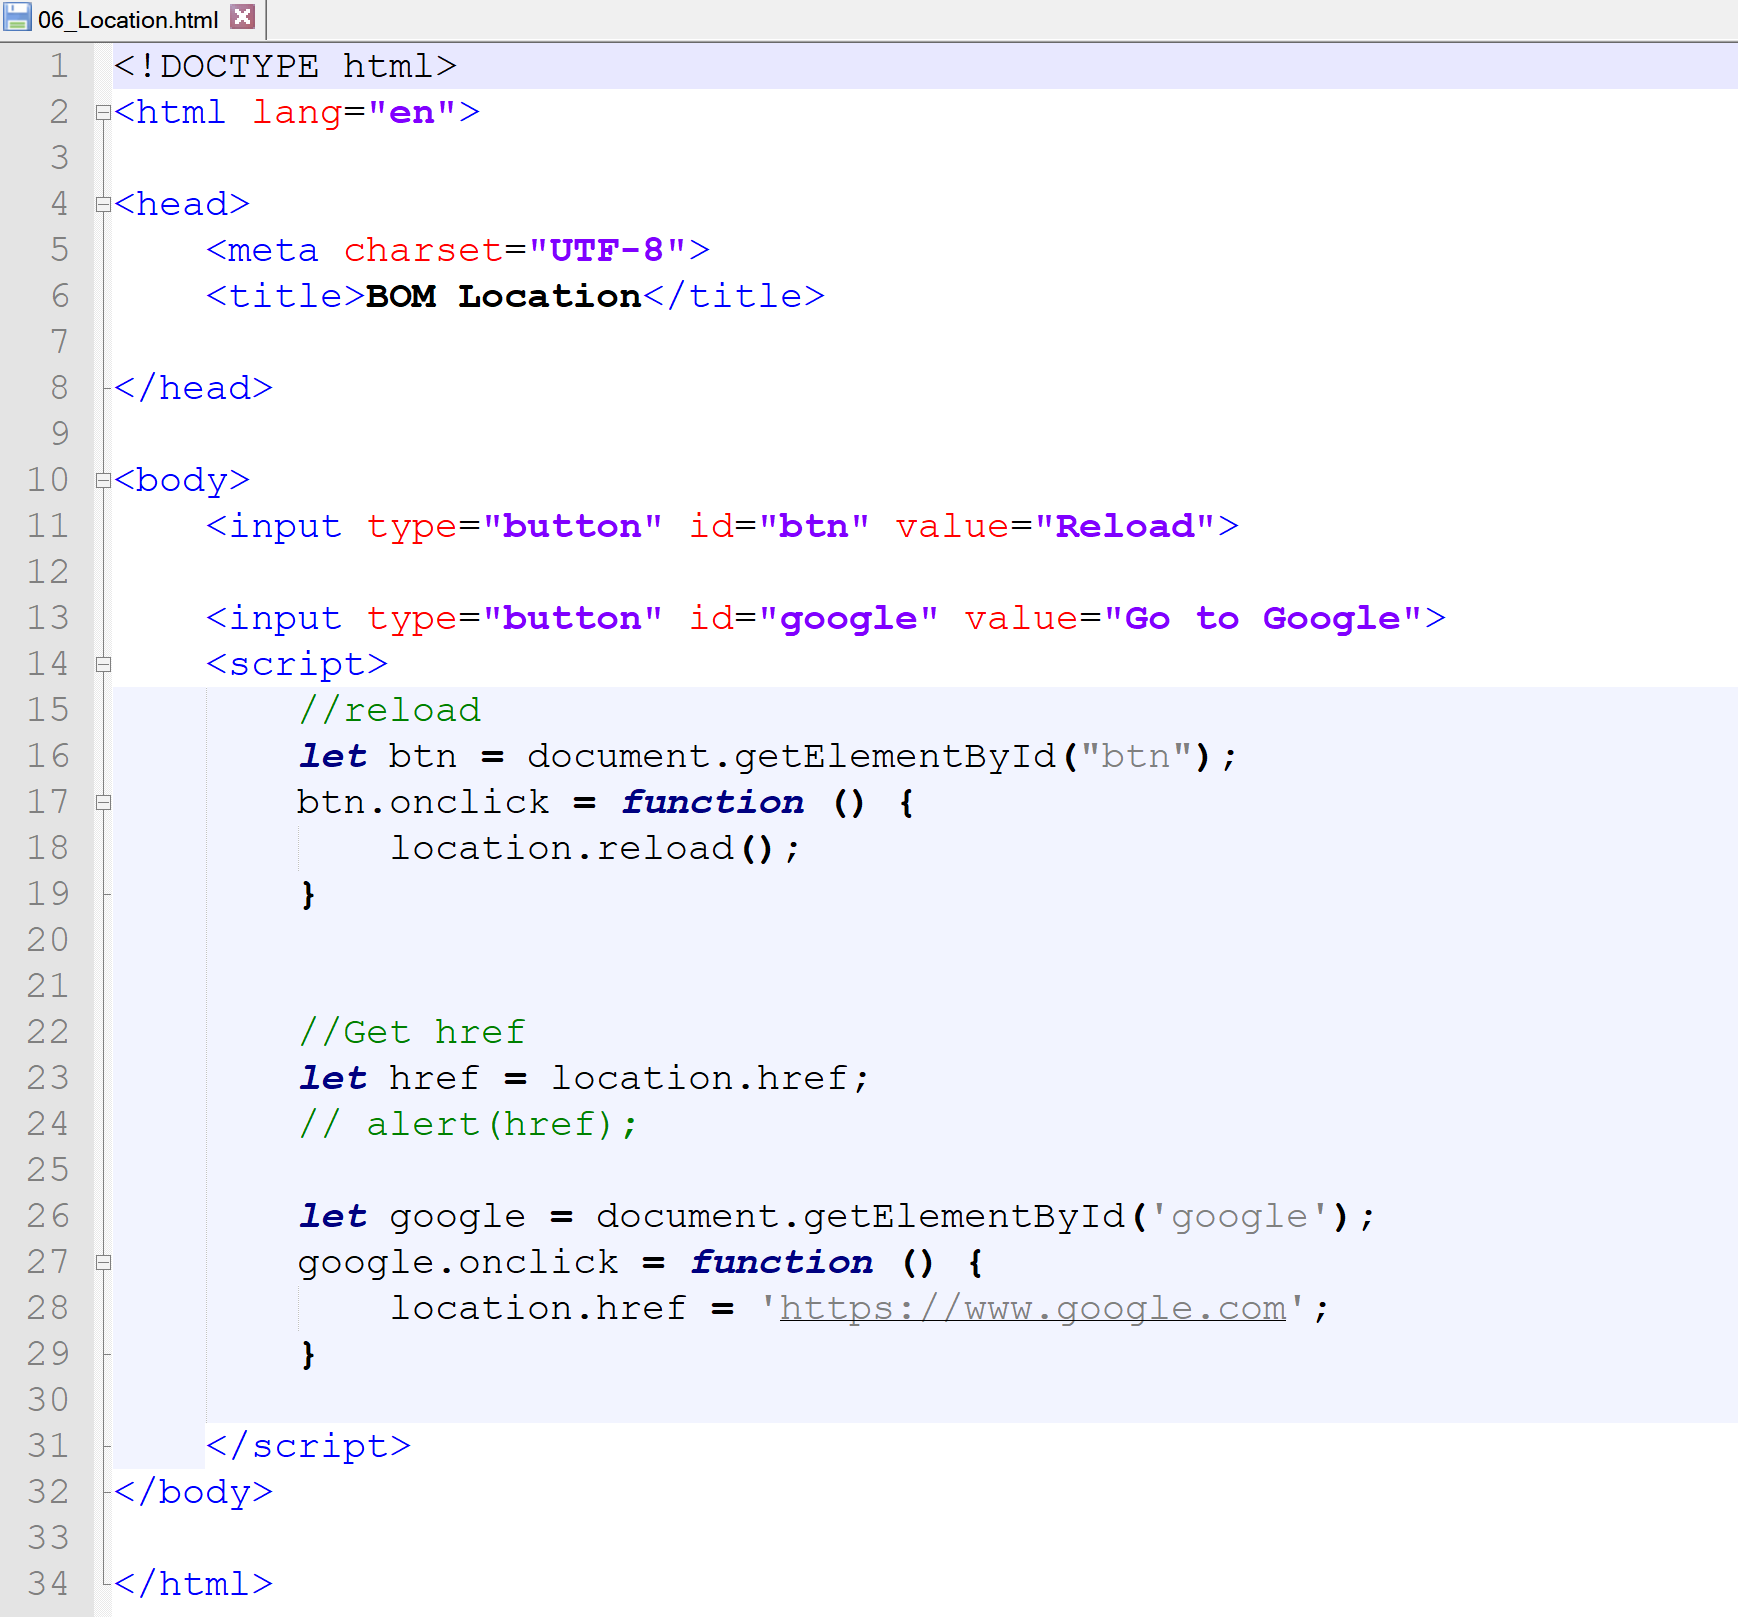 06_Location.html
1 <!DOCTYPE html>
2 <html lang="en">
3
4 <head>
5     <meta charset="UTF-8">
6     <title>BOM Location</title>
7
8 </head>
9
10 <body>
11     <input type="button" id="btn" value="Reload">
12
13     <input type="button" id="google" value="Go to Google">
14     <script>
15         //reload
16         let btn = document.getElementById("btn");
17         btn.onclick = function () {
18             location.reload();
19         }
20
21
22         //Get href
23         let href = location.href;
24         // alert(href);
25
26         let google = document.getElementById('google');
27         google.onclick = function () {
28             location.href = 'https://www.google.com';
29         }
30
31     </script>
32 </body>
33
34 </html>